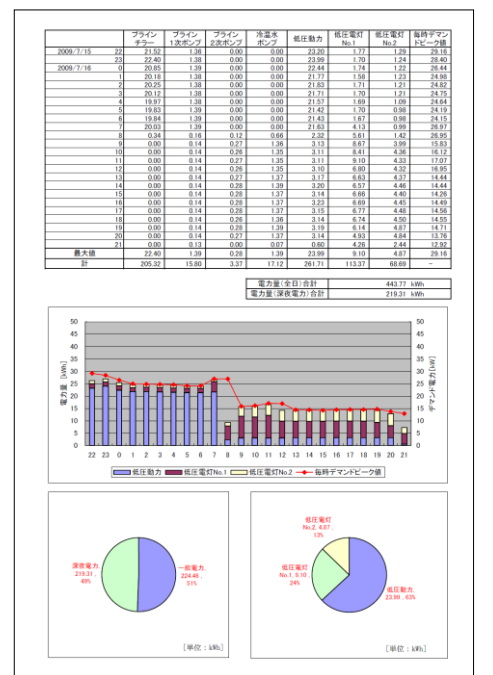 ブライン チラー ブライン 1次ポンプ ブライン 2次ポンプ 冷温水 ポンプ 低圧動力 低圧電灯 No.1 低圧電灯 No.2 毎時デマン ドピーク値
2009/7/15 22 21.52 1.36 0.00 0.00 23.20 1.77 1.29 29.16
23 22.40 1.38 0.00 0.00 23.99 1.70 1.24 28.40
2009/7/16 0 20.85 1.39 0.00 0.00 22.44 1.74 1.22 26.44
1 20.18 1.38 0.00 0.00 21.77 1.58 1.23 24.98
2 20.25 1.38 0.00 0.00 21.83 1.71 1.21 24.82
3 20.12 1.38 0.00 0.00 21.71 1.70 1.21 24.75
4 19.97 1.38 0.00 0.00 21.57 1.69 1.09 24.64
5 19.83 1.39 0.00 0.00 21.42 1.70 0.98 24.19
6 19.84 1.39 0.00 0.00 21.43 1.67 0.98 24.15
7 20.03 1.39 0.00 0.00 21.63 4.13 0.99 26.97
8 0.34 0.16 0.12 0.66 2.32 5.61 1.42 26.95
9 0.00 0.14 0.27 1.36 3.13 8.67 3.99 15.83
10 0.00 0.14 0.26 1.35 3.11 8.41 4.36 16.12
11 0.00 0.14 0.27 1.35 3.11 9.10 4.33 17.07
12 0.00 0.14 0.26 1.35 3.10 6.80 4.32 16.95
13 0.00 0.14 0.27 1.37 3.17 6.63 4.37 14.44
14 0.00 0.14 0.28 1.39 3.20 6.57 4.46 14.44
15 0.00 0.14 0.28 1.37 3.14 6.66 4.40 14.26
16 0.00 0.14 0.28 1.37 3.23 6.69 4.45 14.49
17 0.00 0.14 0.28 1.37 3.15 6.77 4.48 14.56
18 0.00 0.14 0.28 1.36 3.14 6.74 4.50 14.55
19 0.00 0.14 0.28 1.39 3.19 6.14 4.87 14.71
20 0.00 0.14 0.27 1.37 3.14 4.93 4.84 13.76
21 0.00 0.13 0.00 0.07 0.60 4.26 2.44 12.92
最大値 22.40 1.39 0.28 1.39 23.99 9.10 4.87 29.16
計 205.32 15.80 3.37 17.12 261.71 113.37 68.69 -
電力量(全日)合計 443.77 kWh
電力量(深夜電力)合計 219.31 kWh
電力量 [kWh]
50 45 40 35 30 25 20 15 10 5 0
デマンド電力[kW]
50 45 40 35 30 25 20 15 10 5 0
22 23 0 1 2 3 4 5 6 7 8 9 10 11 12 13 14 15 16 17 18 19 20 21
低圧動力 低圧電灯No.1 低圧電灯No.2 毎時デマンドピーク値
深夜電力,
219.31 ,
49%
一般電力,
224.46 ,
51%
[単位:kWh]
低圧電灯
No.2, 4.87 ,
13%
低圧電灯
No.1, 9.10 ,
24%
低圧動力,
23.99 , 63%
[単位:kWh]